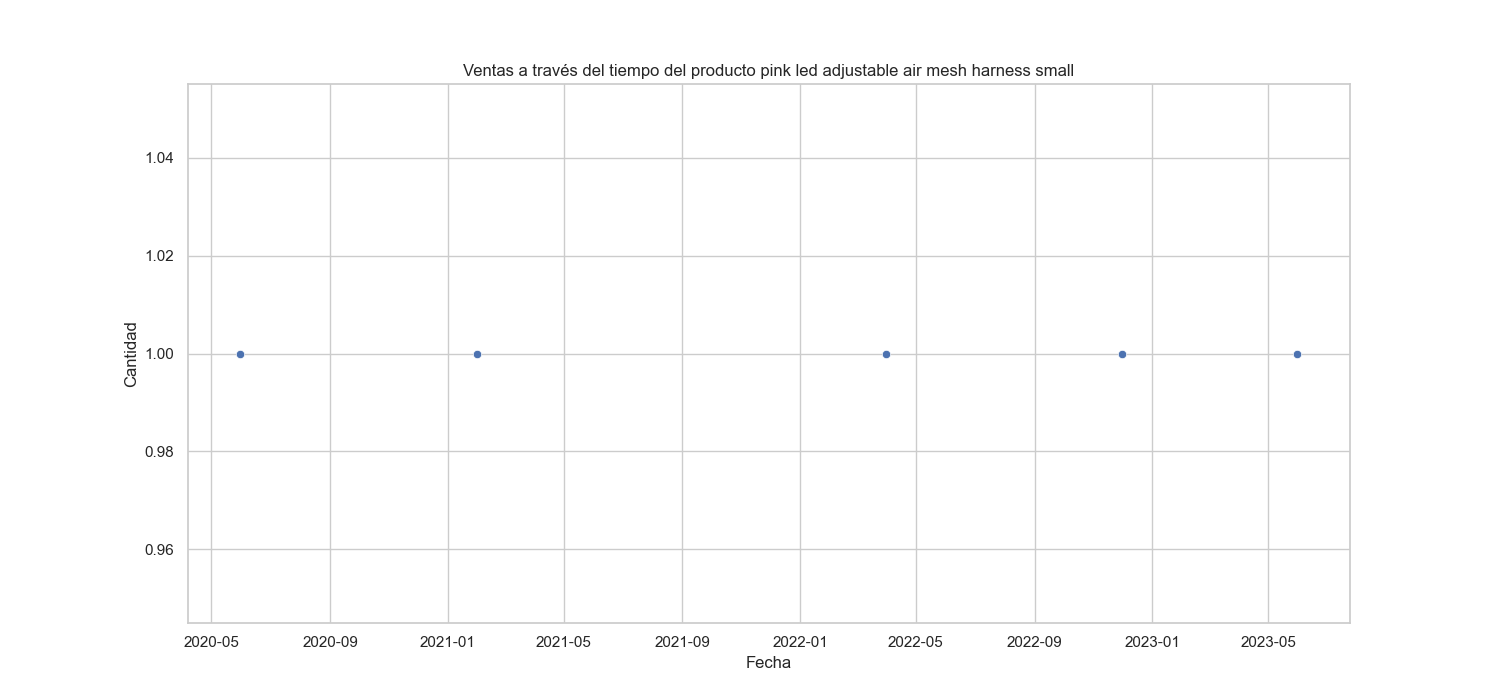 Ventas a través del tiempo del producto pink led adjustable air mesh harness small
1.04
1.02
1.00
0.98
0.96
Cantidad
2020-05 2020-09 2021-01 2021-05 2021-09 2022-01 2022-05 2022-09 2023-01 2023-05
Fecha